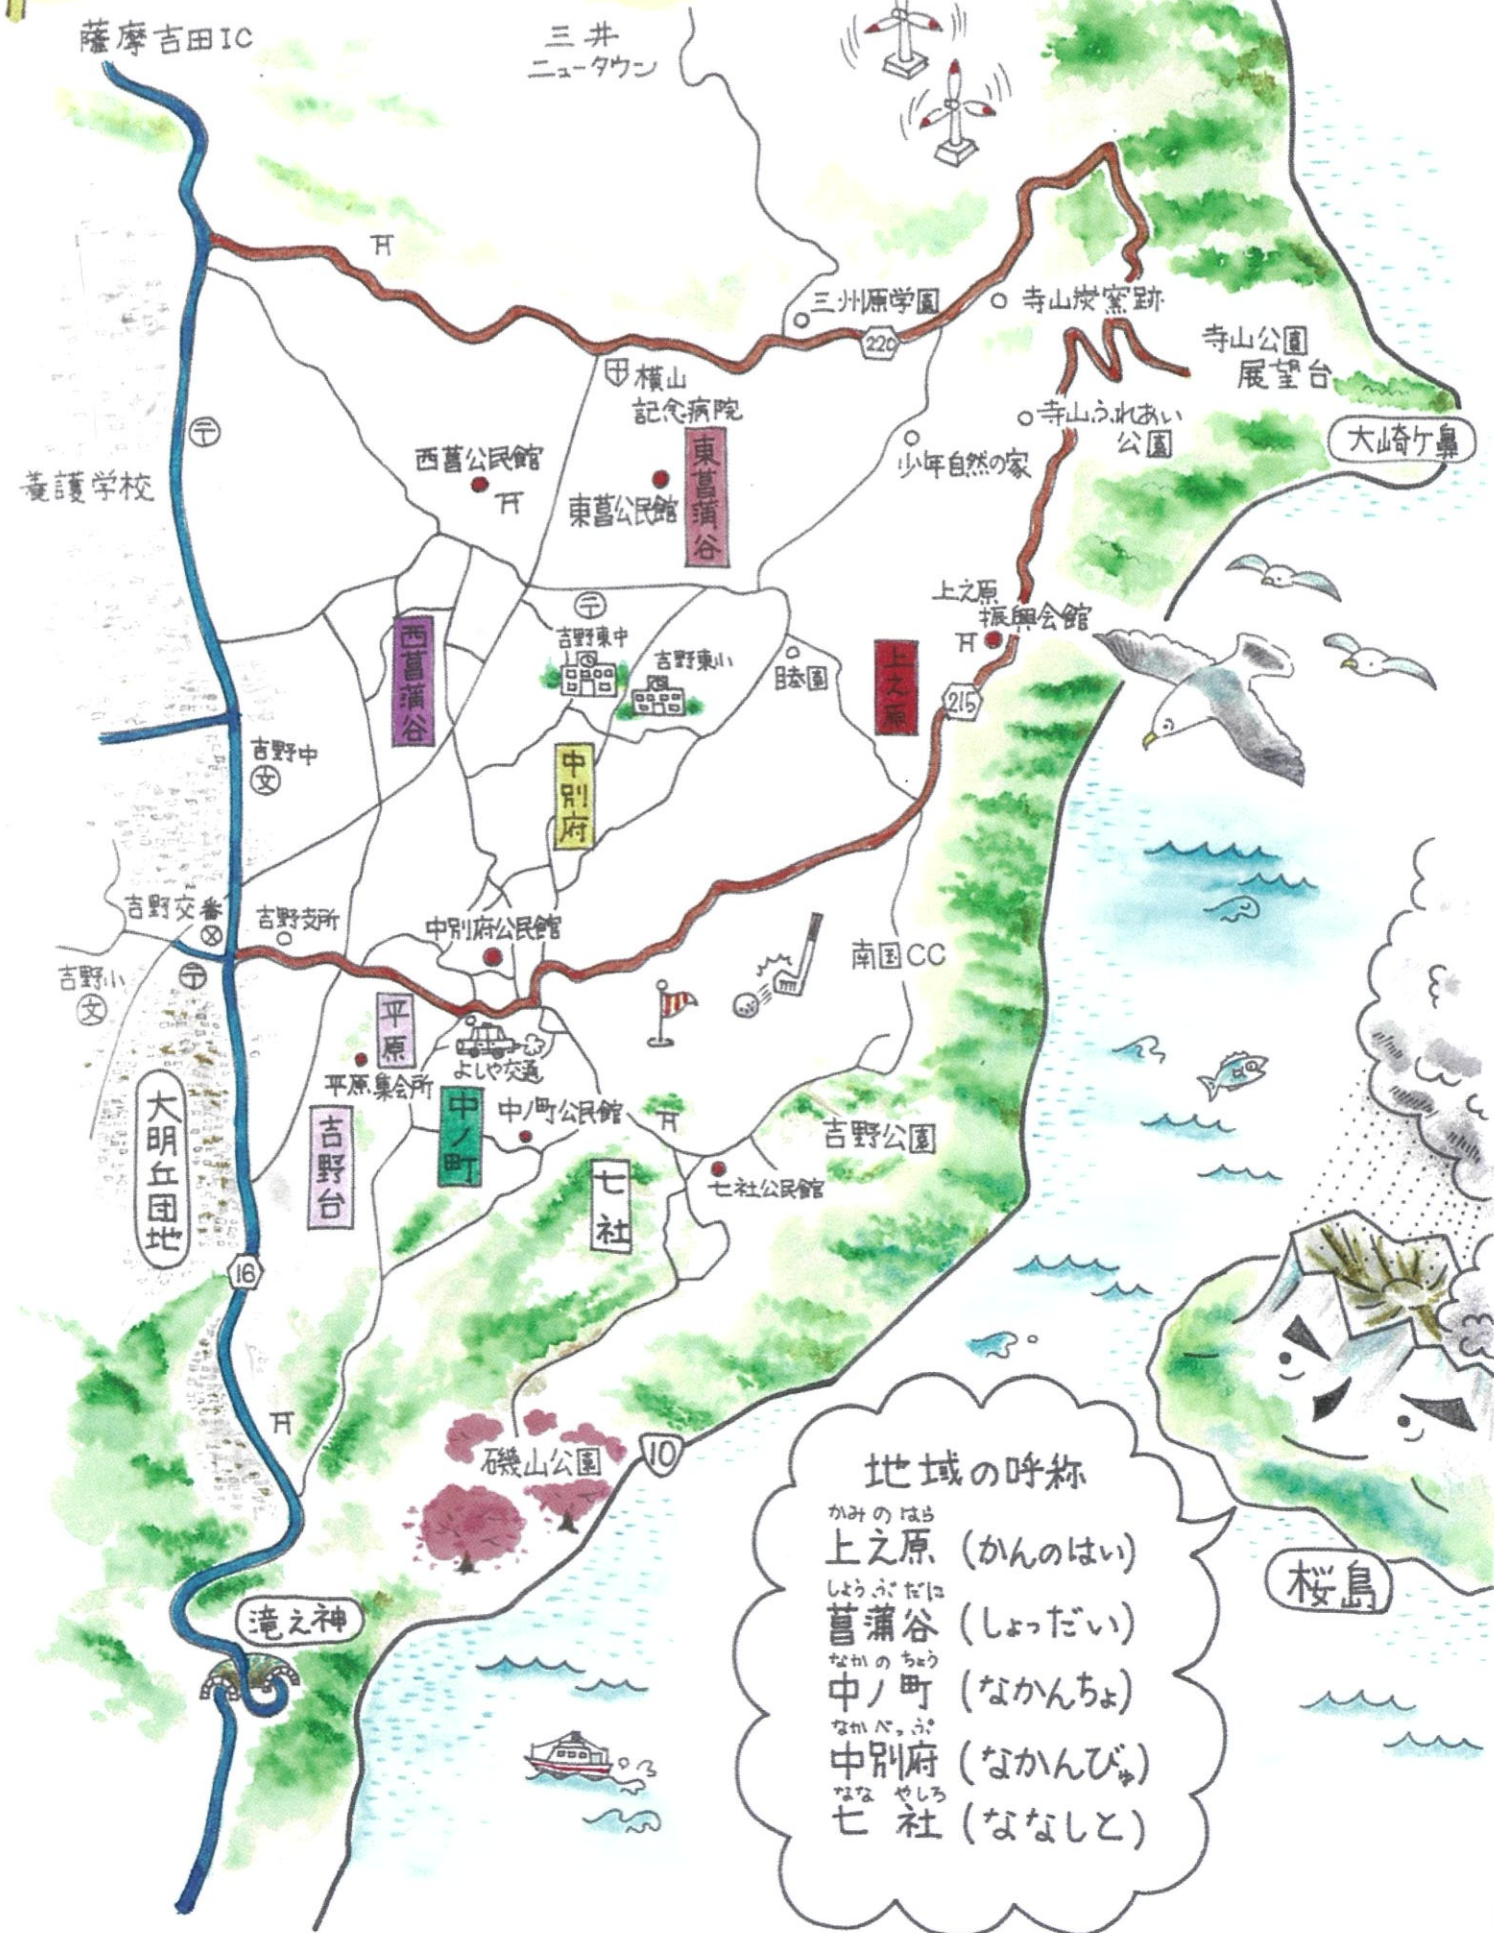 薩摩吉田IC
三井
ニュータウン
三州原学園
寺山炭窯跡
220
寺山公園
展望台
横山
記念病院
寺山ふれあい
公園
大崎ケ鼻
〒
養護学校
西菖公民館
東菖公民館
東菖蒲谷
少年自然の家
上之原
振興会館
〒
吉野東中
吉野東小
西菖蒲谷
睦園
上之原
215
吉野中
文
中別府
吉野交番
吉野支所
中別府公民館
南国CC
吉野小
文
〒
平原
よしや交通
平原集会所
中ノ町
中ノ町公民館
吉野公園
大明丘団地
吉野台
七社
七社公民館
16
磯山公園
10
滝之神
桜島
地域の呼称
かみのはら
上之原(かんのはい)
しょうぶだに
菖蒲谷(しょっだい)
なかのちょう
中ノ町(なかんちょ)
なかべっぷ
中別府(なかんびゅ)
ななやしろ
七社(ななしと)